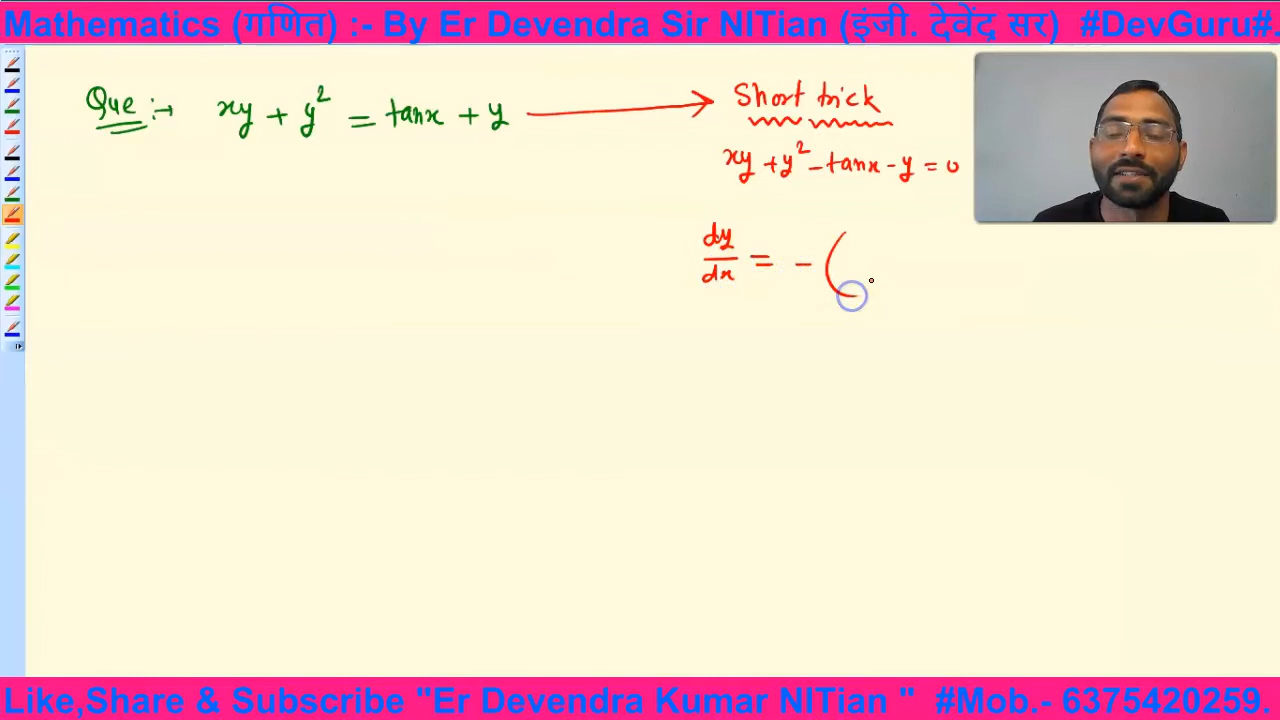 Mathematics (गणित) :- By Er Devendra Sir NITian (इंजी. देवेंद्र सर) #DevGuru#.
Que :→ xy + y² = tanx + y
Short trick
xy + y² - tanx - y = 0
dy/dx = - (
Like,Share & Subscribe "Er Devendra Kumar NITian " #Mob.- 6375420259.